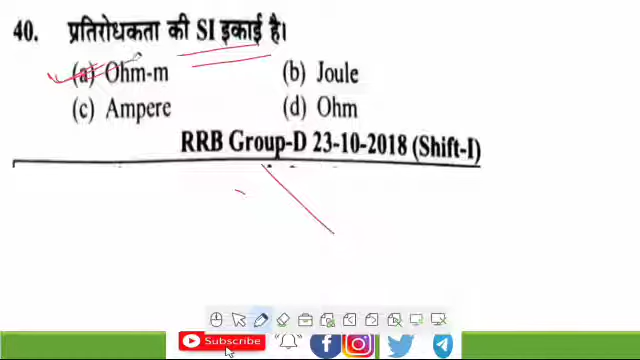 40. प्रतिरोधकता की SI इकाई है।
(a) Ohm-m (b) Joule
(c) Ampere (d) Ohm
RRB Group-D 23-10-2018 (Shift-I)
Subscribe